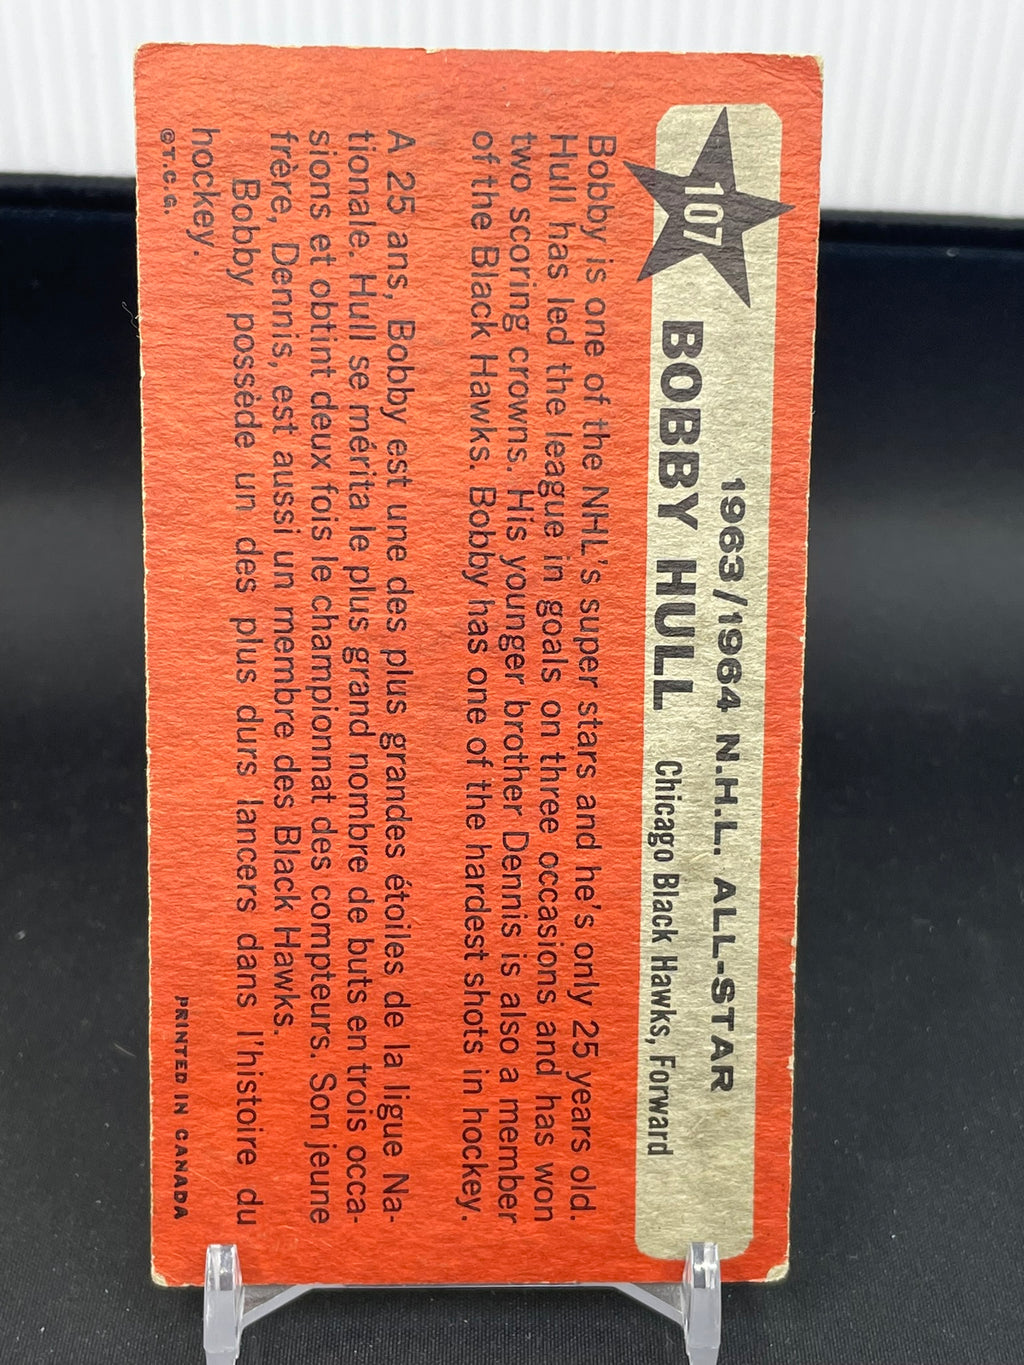 107
1963/1964 N.H.L. ALL-STAR
BOBBY HULL Chicago Black Hawks, Forward
Bobby is one of the NHL's super stars and he's only 25 years old.
Hull has led the league in goals on three occasions and has won
two scoring crowns. His younger brother Dennis is also a member
of the Black Hawks. Bobby has one of the hardest shots in hockey.
A 25 ans, Bobby est une des plus grandes étoiles de la ligue Na-
tionale. Hull se mérita le plus grand nombre de buts en trois occa-
sions et obtint deux fois le championnat des compteurs. Son jeune
frère, Dennis, est aussi un membre des Black Hawks.
Bobby possède un des plus durs lancers dans l'histoire du
hockey.
©T.C.G.
PRINTED IN CANADA